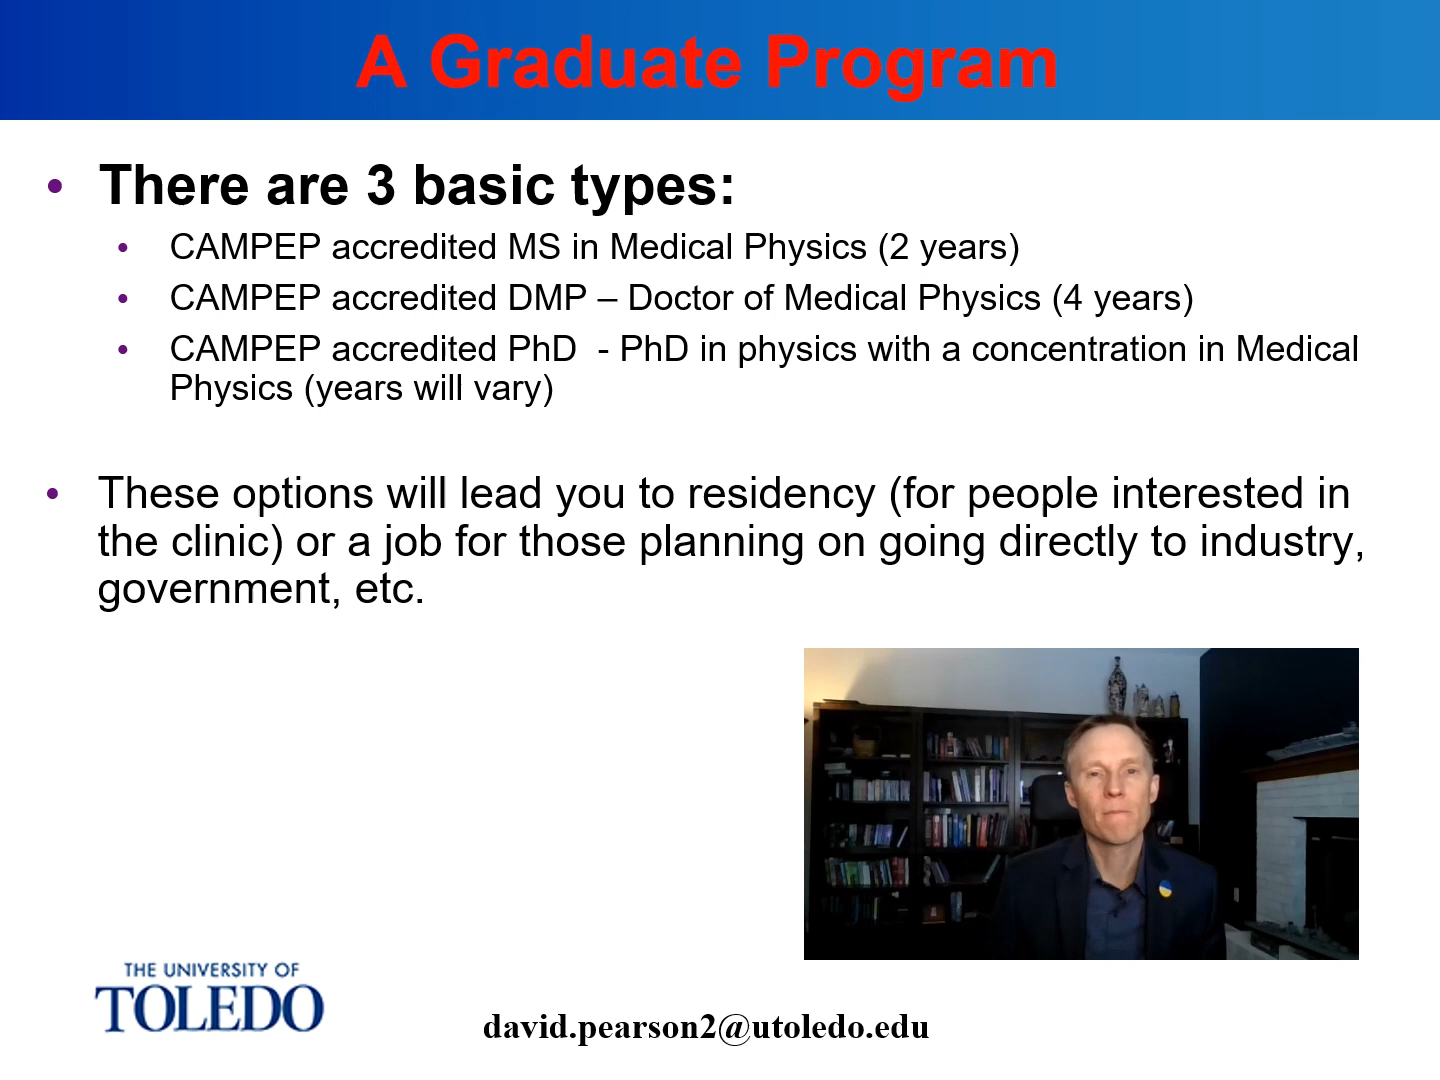 A Graduate Program
• There are 3 basic types:
• CAMPEP accredited MS in Medical Physics (2 years)
• CAMPEP accredited DMP – Doctor of Medical Physics (4 years)
• CAMPEP accredited PhD  - PhD in physics with a concentration in Medical
Physics (years will vary)
• These options will lead you to residency (for people interested in
the clinic) or a job for those planning on going directly to industry,
government, etc.
THE UNIVERSITY OF
TOLEDO
david.pearson2@utoledo.edu